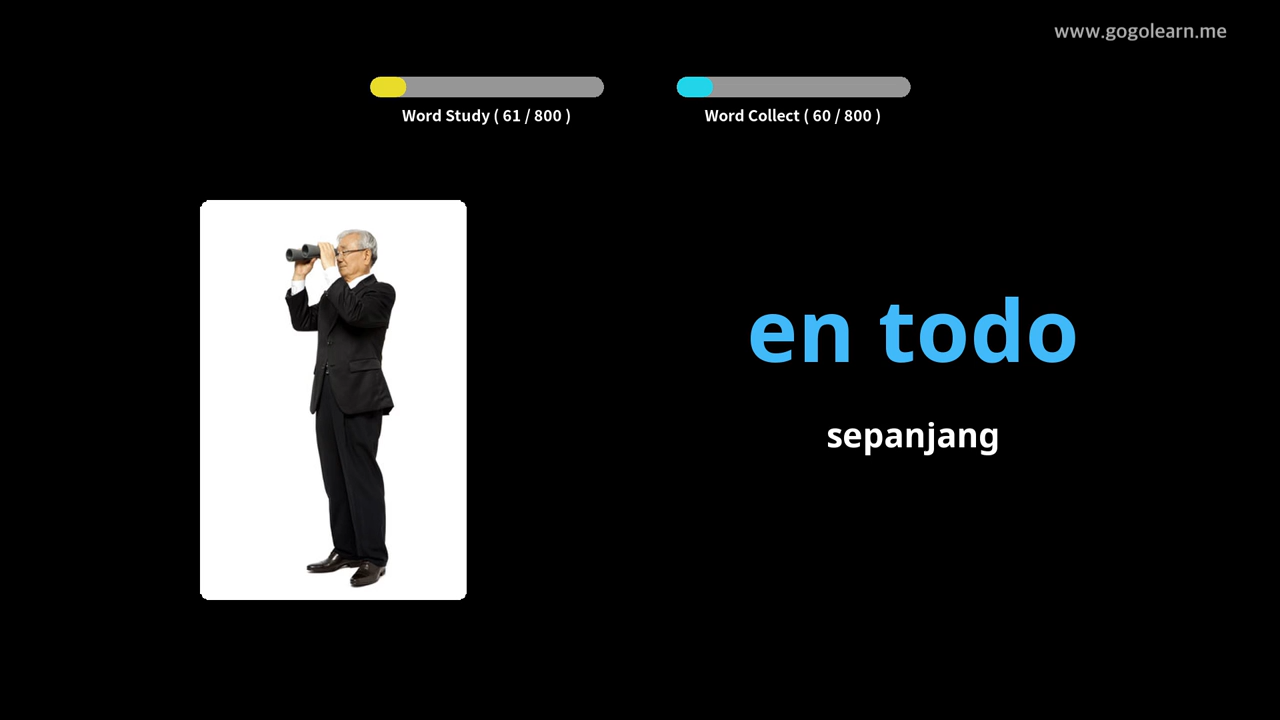 www.gogolearn.me
Word Study ( 61 / 800 )
Word Collect ( 60 / 800 )
en todo
sepanjang